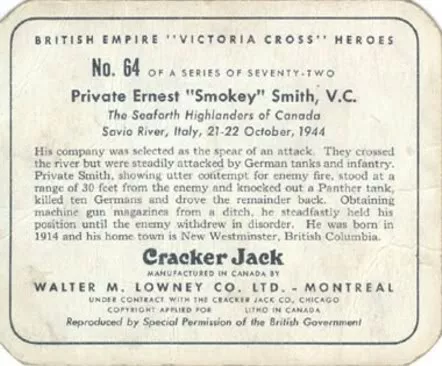 BRITISH EMPIRE "VICTORIA CROSS" HEROES
No. 64 OF A SERIES OF SEVENTY-TWO
Private Ernest "Smokey" Smith, V.C.
The Seaforth Highlanders of Canada
Savio River, Italy, 21-22 October, 1944
His company was selected as the spear of an attack. They crossed
the river but were steadily attacked by German tanks and infantry.
Private Smith, showing utter contempt for enemy fire, stood at a
range of 30 feet from the enemy and knocked out a Panther tank,
killed ten Germans and drove the remainder back. Obtaining
machine gun magazines from a ditch, he steadfastly held his
position until the enemy withdrew in disorder. He was born in
1914 and his home town is New Westminster, British Columbia.
Cracker Jack
MANUFACTURED IN CANADA BY
WALTER M. LOWNEY CO. LTD. - MONTREAL
UNDER CONTRACT WITH THE CRACKER JACK CO., CHICAGO
COPYRIGHT APPLIED FOR LITHO IN CANADA
Reproduced by Special Permission of the British Government